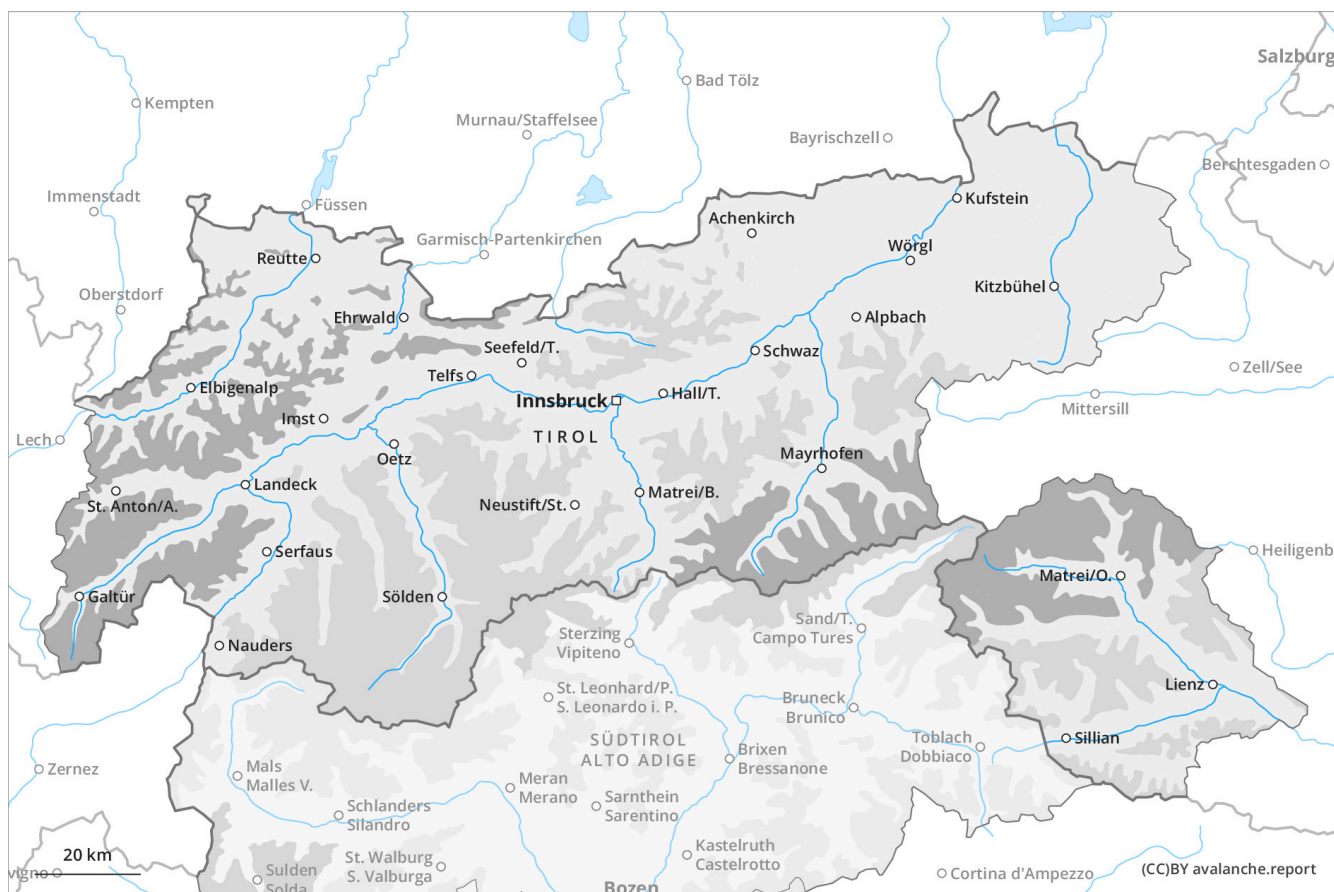 Salzburg
Bad Tölz
Kempten
Murnau/Staffelsee
Bayrischzell
Berchtesgaden
Immenstadt
Füssen
Kufstein
Achenkirch
Garmisch-Partenkirchen
Wörgl
Reutte
Oberstdorf
Kitzbühel
Ehrwald
Alpbach
Seefeld/T.
Schwaz
Zell/See
Telfs
Elbigenalp
Hall/T.
Innsbruck
Mittersill
Imst
Lech
TIROL
Oetz
Mayrhofen
Landeck
Matrei/B.
St. Anton/A.
Neustift/St.
Serfaus
Heiligenb
Matrei/O.
Galtür
Sölden
Sand/T.
Campo Tures
Sterzing
Vipiteno
Nauders
Lienz
St. Leonhard/P.
S. Leonardo i. P.
Bruneck
Brunico
Sillian
SÜDTIROL
ALTO ADIGE
Toblach
Dobbiaco
Brixen
Bressanone
Zernez
Mals
Malles V.
Meran
Merano
Sarnthein
Sarentino
Schlanders
Silandro
Kastelruth
Castelrotto
20 km
St. Walburg
S. Valburga
vigno
Sulden
Solda
Cortina d'Ampezzo
(CC)BY avalanche.report
Bozen